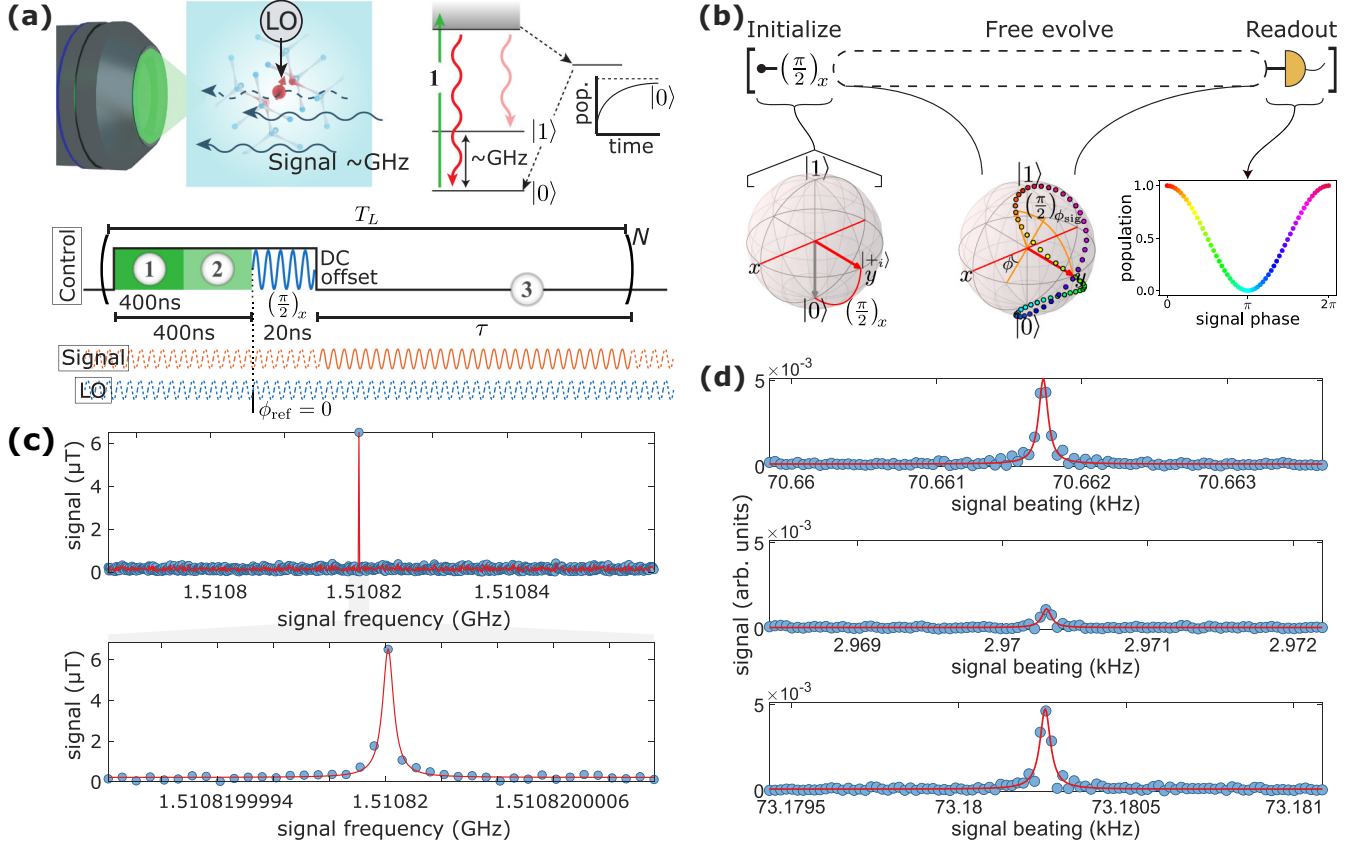 (a)
LO
Signal ~GHz
1
|1⟩
~GHz
|0⟩
pop.
|0⟩
time
T_L
N
Control
1
2
DC
offset
3
400ns
(π/2)_x
400ns
20ns
τ
Signal
LO
ϕ_ref = 0
(b)
Initialize
Free evolve
Readout
(π/2)_x
|1⟩
x
y
|+_i⟩
|0⟩
(π/2)_x
|1⟩
(π/2)_ϕsig
x
ϕ
y
|0⟩
population
1.0
0.5
0.0
0
π
2π
signal phase
(c)
signal (µT)
6
4
2
0
1.5108
1.51082
1.51084
signal frequency (GHz)
signal (µT)
6
4
2
0
1.51081999994
1.51082
1.51082000006
signal frequency (GHz)
(d)
5 ×10⁻³
0
70.66
70.661
70.662
70.663
signal beating (kHz)
signal (arb. units)
5 ×10⁻³
0
2.969
2.97
2.971
2.972
signal beating (kHz)
5 ×10⁻³
0
73.1795
73.18
73.1805
73.181
signal beating (kHz)